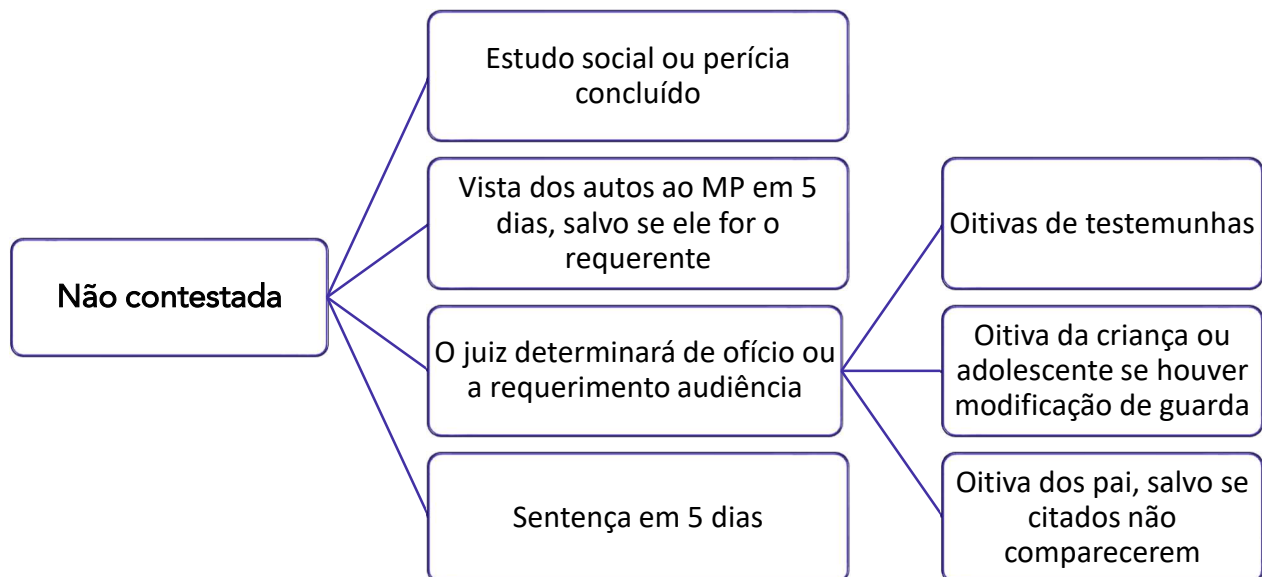 Não contestada
Estudo social ou perícia
concluído
Vista dos autos ao MP em 5
dias, salvo se ele for o
requerente
O juiz determinará de ofício ou
a requerimento audiência
Sentença em 5 dias
Oitivas de testemunhas
Oitiva da criança ou
adolescente se houver
modificação de guarda
Oitiva dos pai, salvo se
citados não
comparecerem